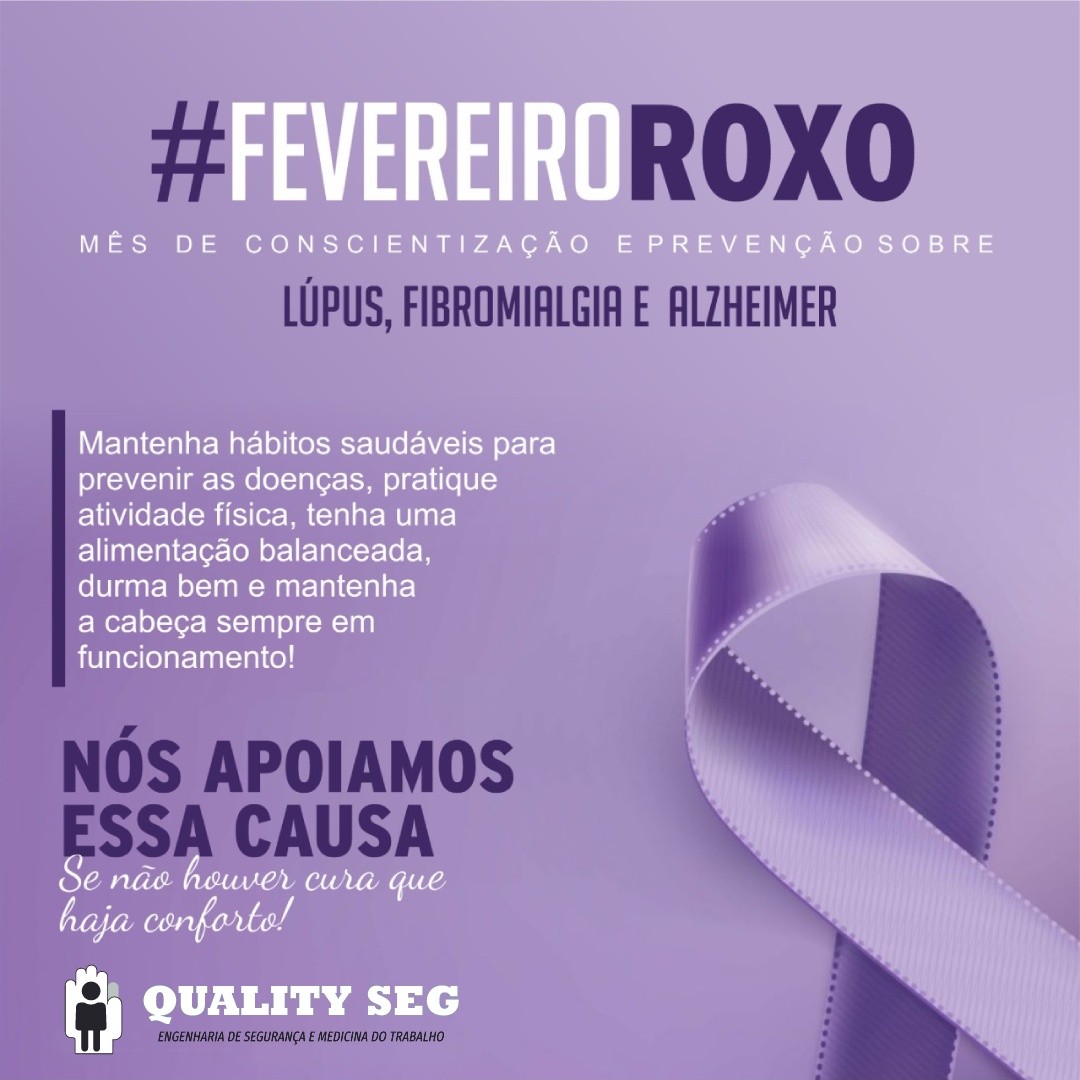 #FEVEREIROROXO
MÊS DE CONSCIENTIZAÇÃO E PREVENÇÃO SOBRE
LÚPUS, FIBROMIALGIA E ALZHEIMER
Mantenha hábitos saudáveis para
prevenir as doenças, pratique
atividade física, tenha uma
alimentação balanceada,
durma bem e mantenha
a cabeça sempre em
funcionamento!
NÓS APOIAMOS
ESSA CAUSA
Se não houver cura que
haja conforto!
QUALITY SEG
ENGENHARIA DE SEGURANÇA E MEDICINA DO TRABALHO